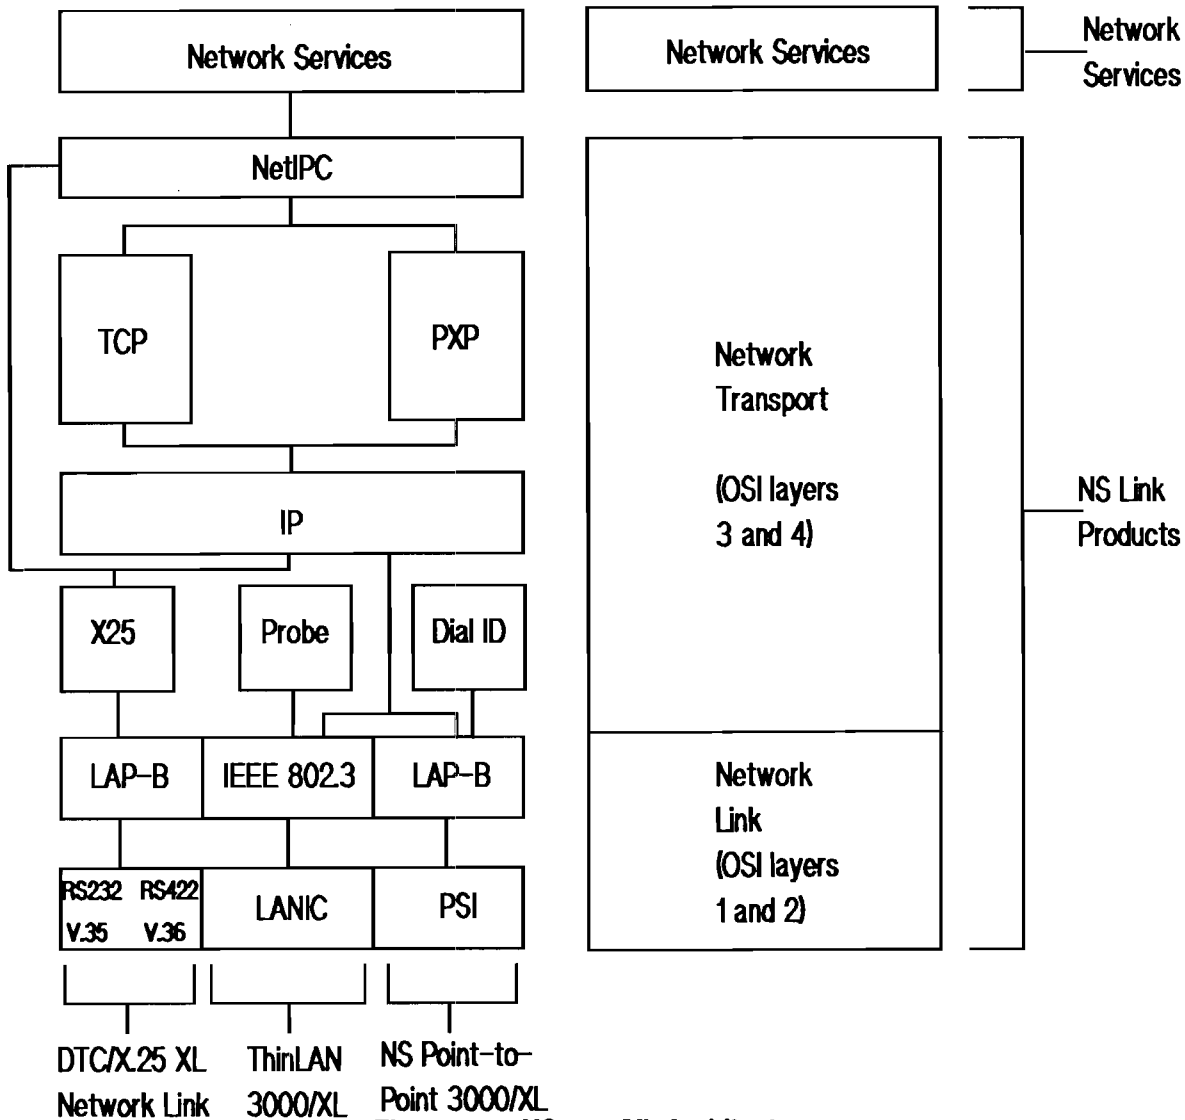 Network Services
Network Services
Network
Services
NetIPC
TCP
PXP
Network
Transport
(OSI layers
3 and 4)
NS Link
Products
IP
X25
Probe
Dial ID
LAP-B
IEEE 802.3
LAP-B
Network
Link
(OSI layers
1 and 2)
RS232 RS422
V.35 V.36
LANIC
PSI
DTC/X.25 XL
Network Link
ThinLAN
3000/XL
NS Point-to-
Point 3000/XL